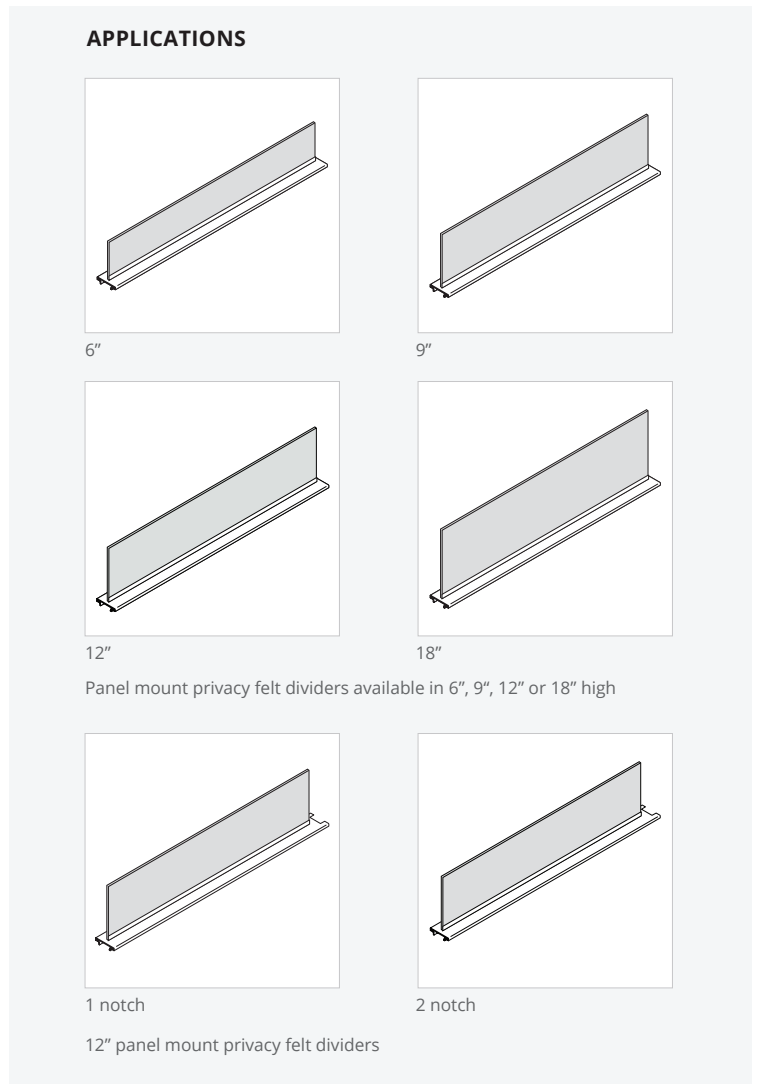 APPLICATIONS
6”
9”
12”
18”
Panel mount privacy felt dividers available in 6”, 9“, 12” or 18” high
1 notch
2 notch
12” panel mount privacy felt dividers